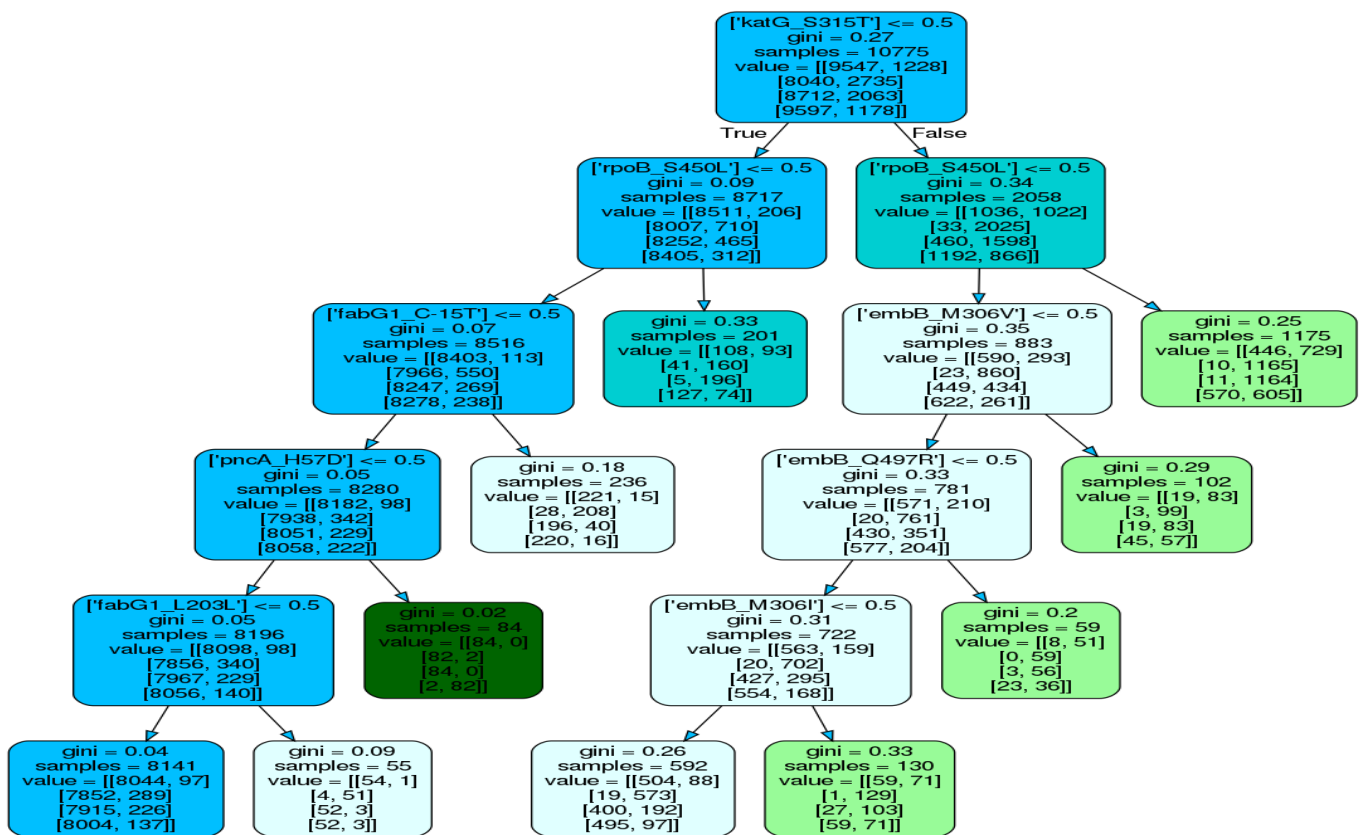 ['katG_S315T'] <= 0.5
gini = 0.27
samples = 10775
value = [[9547, 1228]
[8040, 2735]
[8712, 2063]
[9597, 1178]]
True
False
['rpoB_S450L'] <= 0.5
gini = 0.09
samples = 8717
value = [[8511, 206]
[8007, 710]
[8252, 465]
[8405, 312]]
['rpoB_S450L'] <= 0.5
gini = 0.34
samples = 2058
value = [[1036, 1022]
[33, 2025]
[460, 1598]
[1192, 866]]
['fabG1_C-15T'] <= 0.5
gini = 0.07
samples = 8516
value = [[8403, 113]
[7966, 550]
[8247, 269]
[8278, 238]]
gini = 0.33
samples = 201
value = [[108, 93]
[41, 160]
[5, 196]
[127, 74]]
['embB_M306V'] <= 0.5
gini = 0.35
samples = 883
value = [[590, 293]
[23, 860]
[449, 434]
[622, 261]]
gini = 0.25
samples = 1175
value = [[446, 729]
[10, 1165]
[11, 1164]
[570, 605]]
['pncA_H57D'] <= 0.5
gini = 0.05
samples = 8280
value = [[8182, 98]
[7938, 342]
[8051, 229]
[8058, 222]]
gini = 0.18
samples = 236
value = [[221, 15]
[28, 208]
[196, 40]
[220, 16]]
['embB_Q497R'] <= 0.5
gini = 0.33
samples = 781
value = [[571, 210]
[20, 761]
[430, 351]
[577, 204]]
gini = 0.29
samples = 102
value = [[19, 83]
[3, 99]
[19, 83]
[45, 57]]
['fabG1_L203L'] <= 0.5
gini = 0.05
samples = 8196
value = [[8098, 98]
[7856, 340]
[7967, 229]
[8056, 140]]
gini = 0.02
samples = 84
value = [[84, 0]
[82, 2]
[84, 0]
[2, 82]]
['embB_M306I'] <= 0.5
gini = 0.31
samples = 722
value = [[563, 159]
[20, 702]
[427, 295]
[554, 168]]
gini = 0.2
samples = 59
value = [[8, 51]
[0, 59]
[3, 56]
[23, 36]]
gini = 0.04
samples = 8141
value = [[8044, 97]
[7852, 289]
[7915, 226]
[8004, 137]]
gini = 0.09
samples = 55
value = [[54, 1]
[4, 51]
[52, 3]
[52, 3]]
gini = 0.26
samples = 592
value = [[504, 88]
[19, 573]
[400, 192]
[495, 97]]
gini = 0.33
samples = 130
value = [[59, 71]
[1, 129]
[27, 103]
[59, 71]]